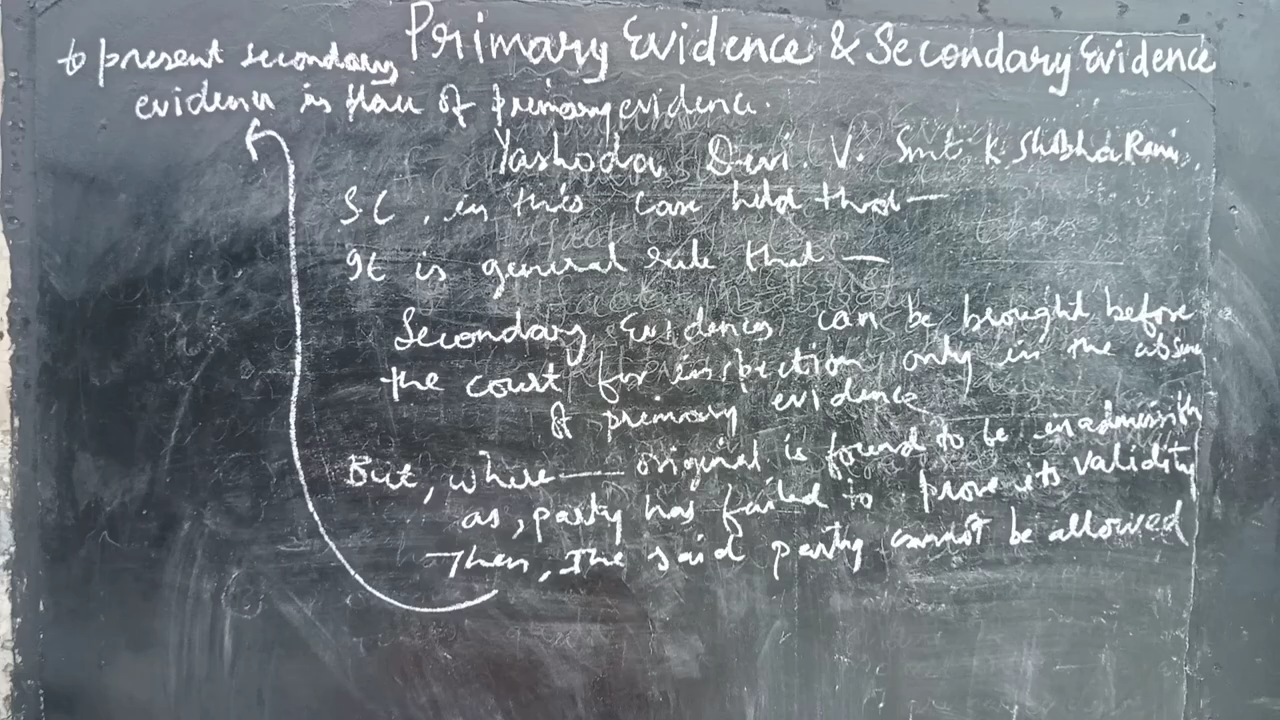 Primary Evidence & Secondary Evidence
Yashoda Devi. V. Smt. K. Shobha Rani,
SC, in this case held that—
It is general rule that —
Secondary Evidences can be brought before
the court for inspection only in the absence
of primary evidence
But, where — original is found to be inadmissible
as, party has failed to prove its validity
Then, the said party cannot be allowed
to present secondary
evidence in place of primary evidence.